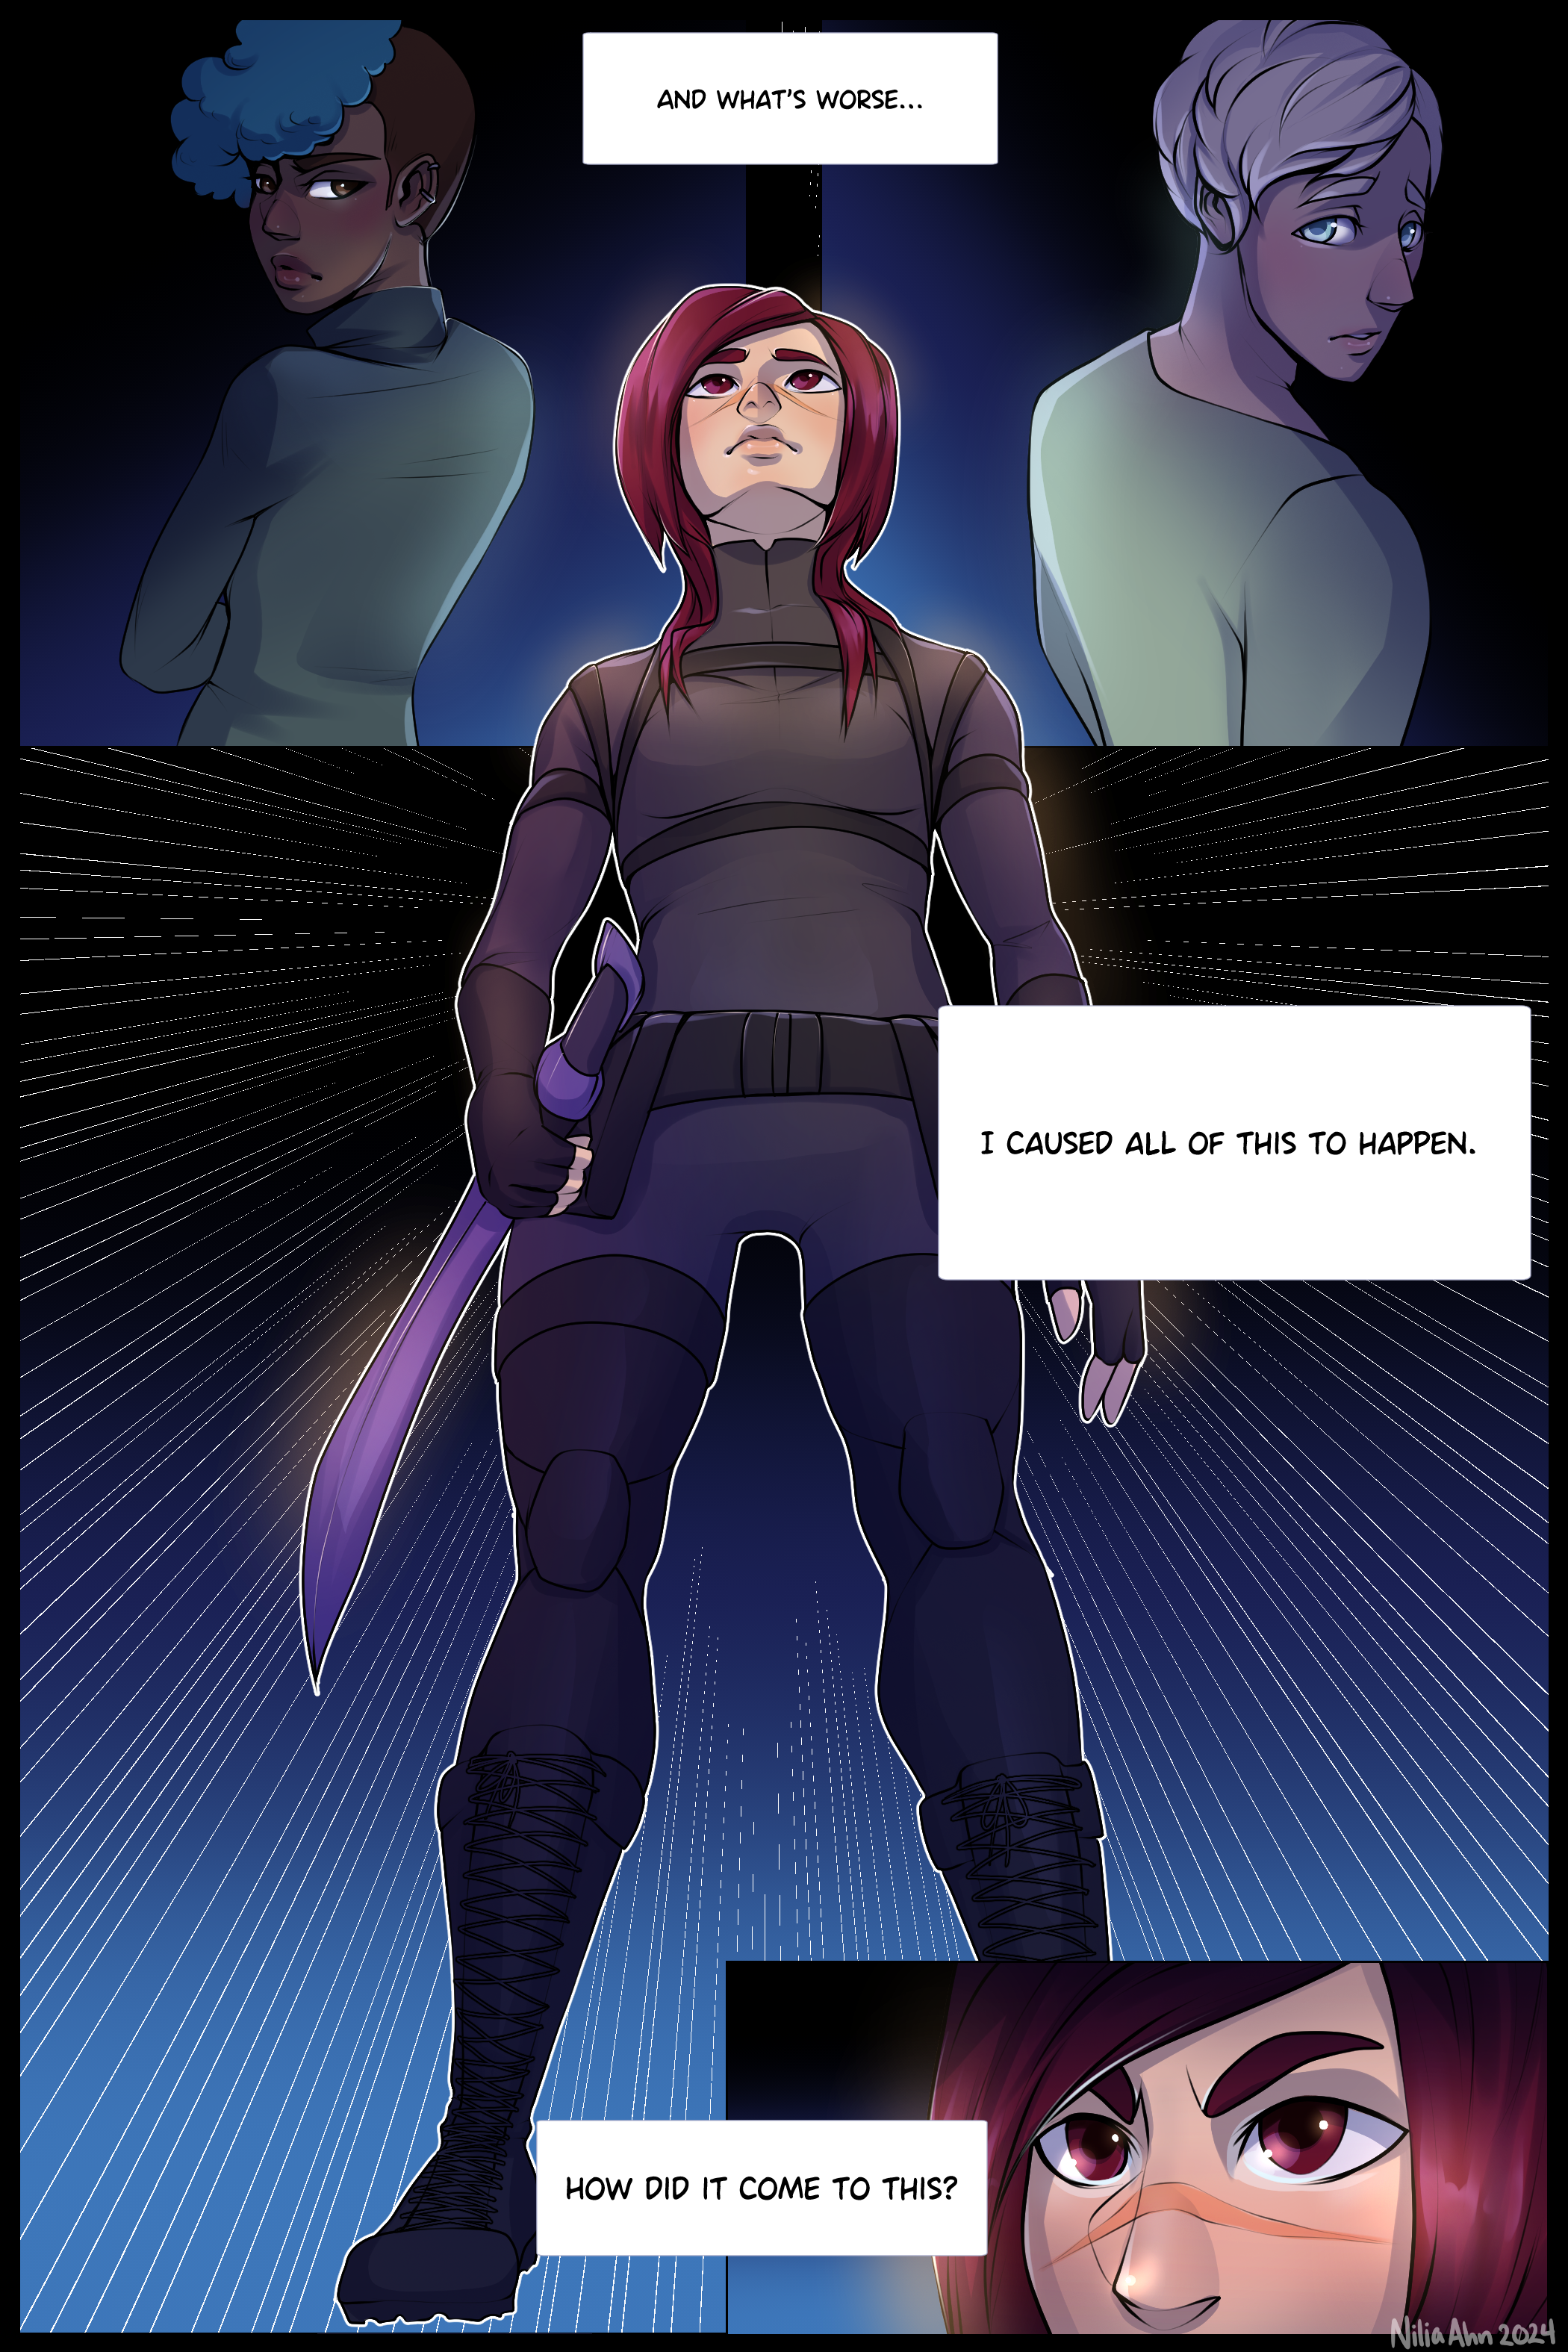 AND WHAT'S WORSE...
I CAUSED ALL OF THIS TO HAPPEN.
HOW DID IT COME TO THIS?
Nilia Ahn 2024